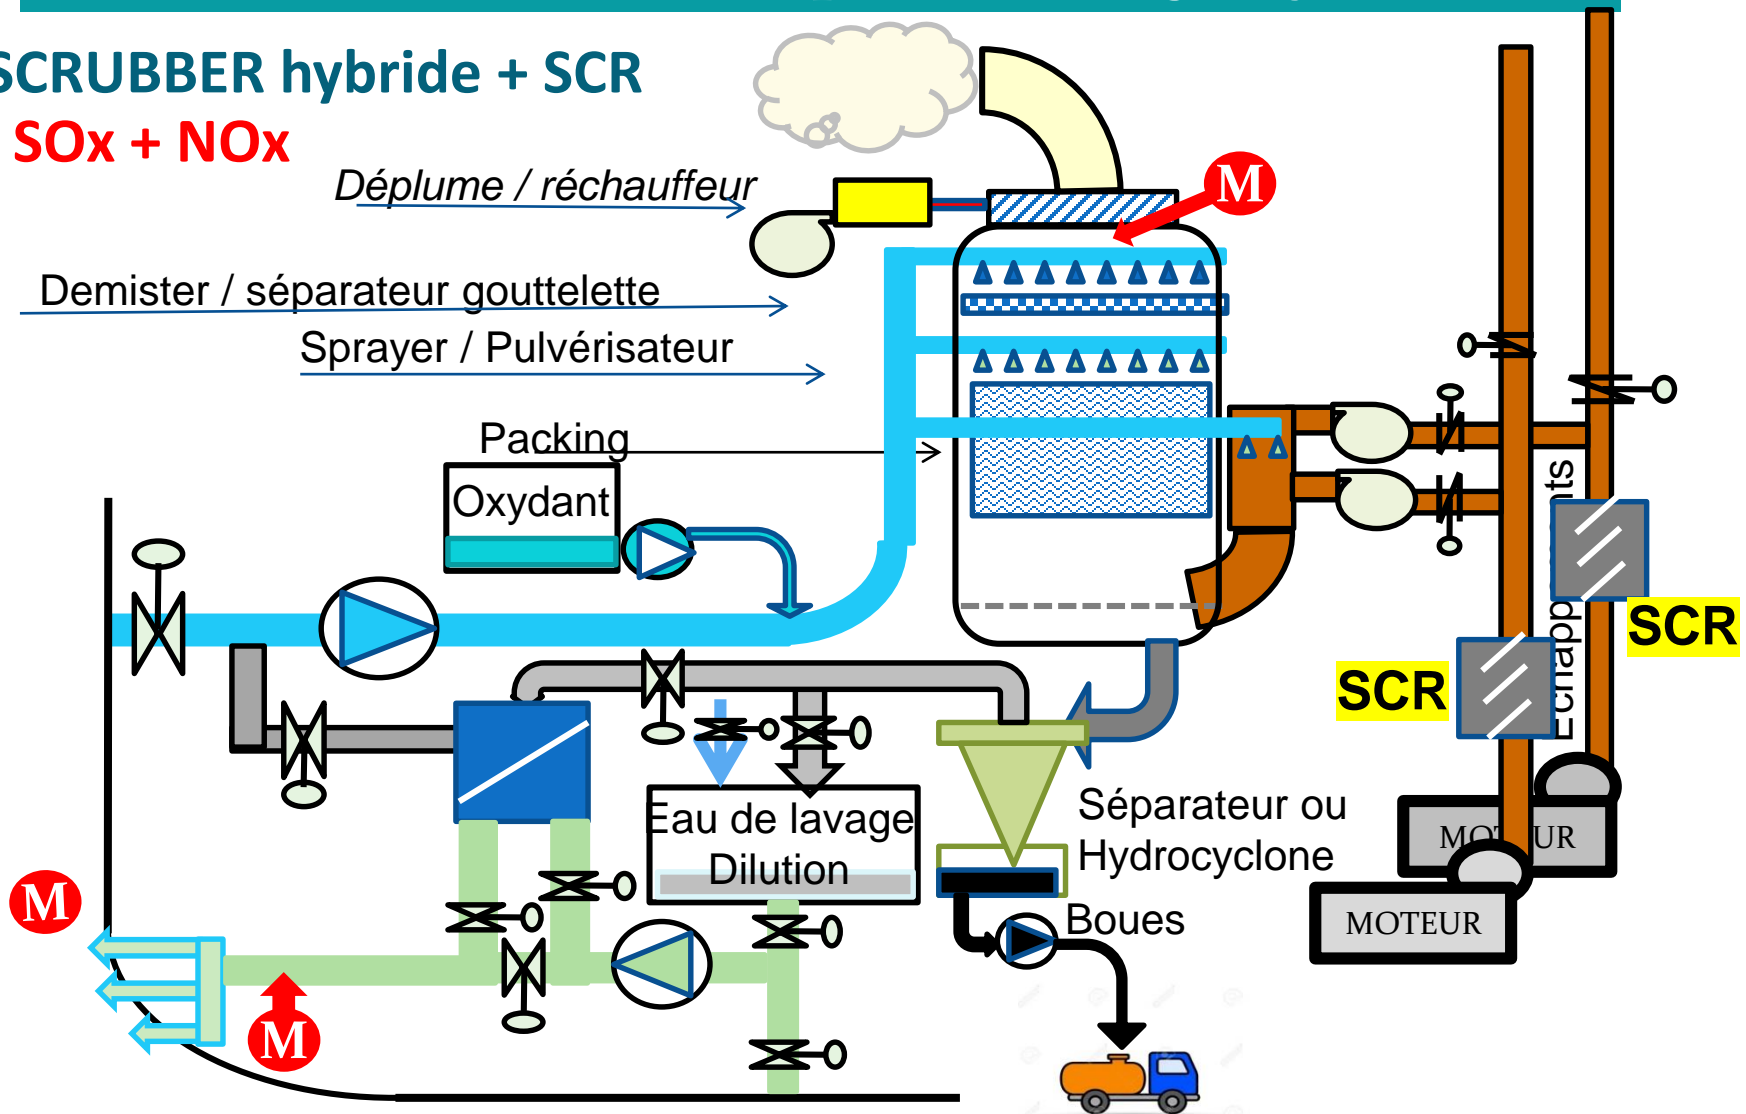 SCRUBBER hybride + SCR
SOx + NOx
Déplume / réchauffeur
M
Demister / séparateur gouttelette
Sprayer / Pulvérisateur
Packing
Oxydant
SCR
SCR
Eau de lavage
Dilution
Séparateur ou
Hydrocyclone
Boues
MOTEUR
MOTEUR
M
M